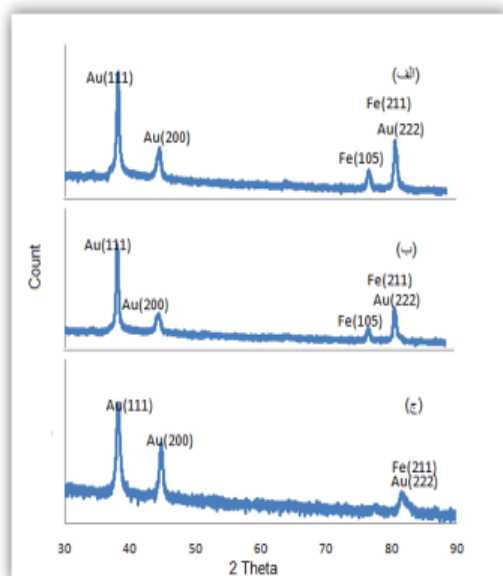 (الف)
Au(111)
Fe(211)
Au(200)
Au(222)
Fe(105)
Au(111)
(ب)
Fe(211)
Au(200)
Au(222)
Fe(105)
Count
Au(111)
(ج)
Au(200)
Fe(211)
Au(222)
30 40 50 60 70 80 90
2 Theta